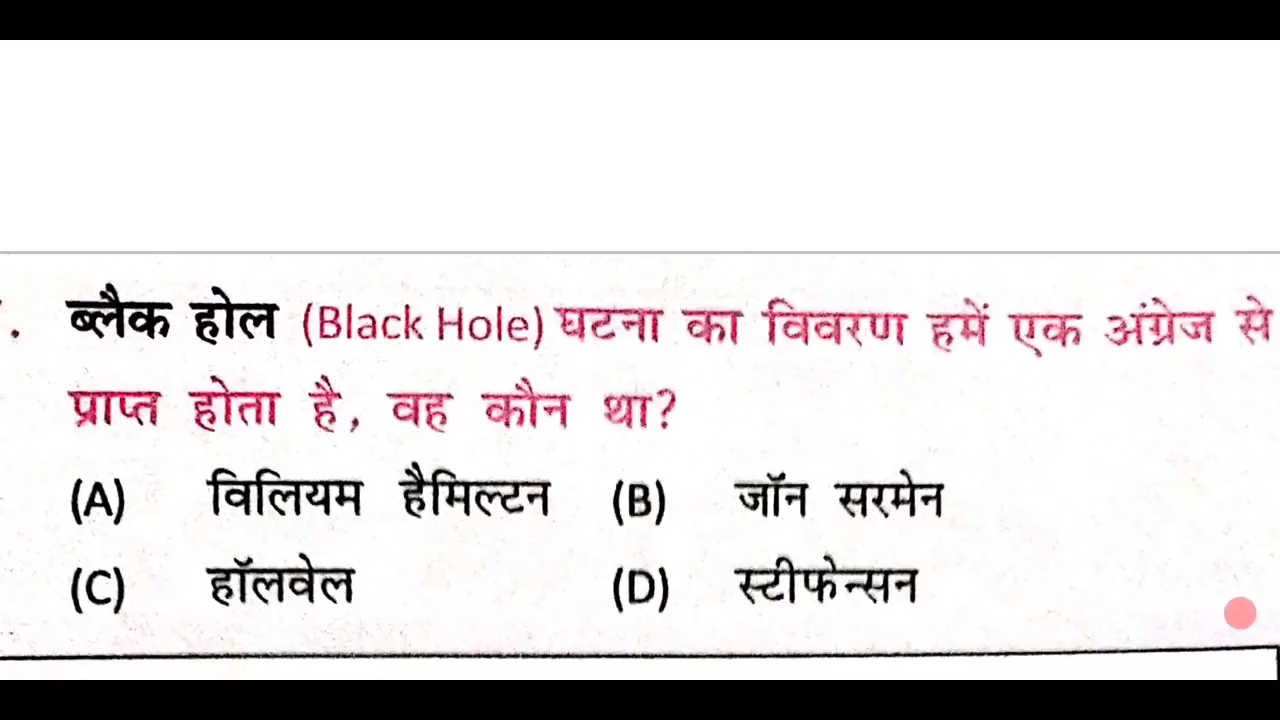 . ब्लैक होल (Black Hole) घटना का विवरण हमें एक अंग्रेज से
प्राप्त होता है, वह कौन था?
(A) विलियम हैमिल्टन (B) जॉन सरमेन
(C) हॉलवेल (D) स्टीफेन्सन